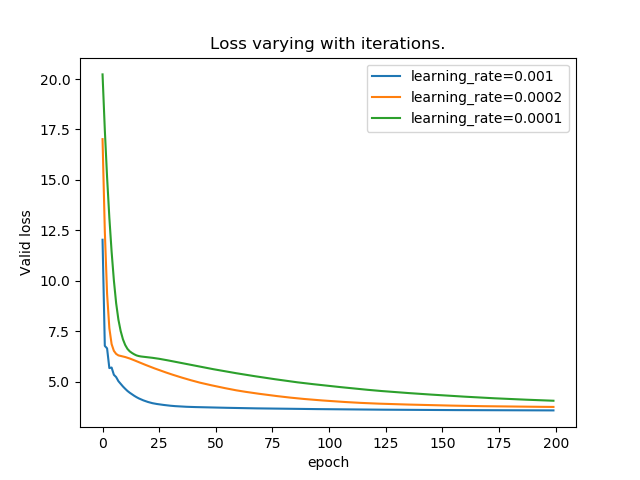 Loss varying with iterations.
learning_rate=0.001
learning_rate=0.0002
learning_rate=0.0001
20.0
17.5
15.0
12.5
10.0
7.5
5.0
Valid loss
0 25 50 75 100 125 150 175 200
epoch